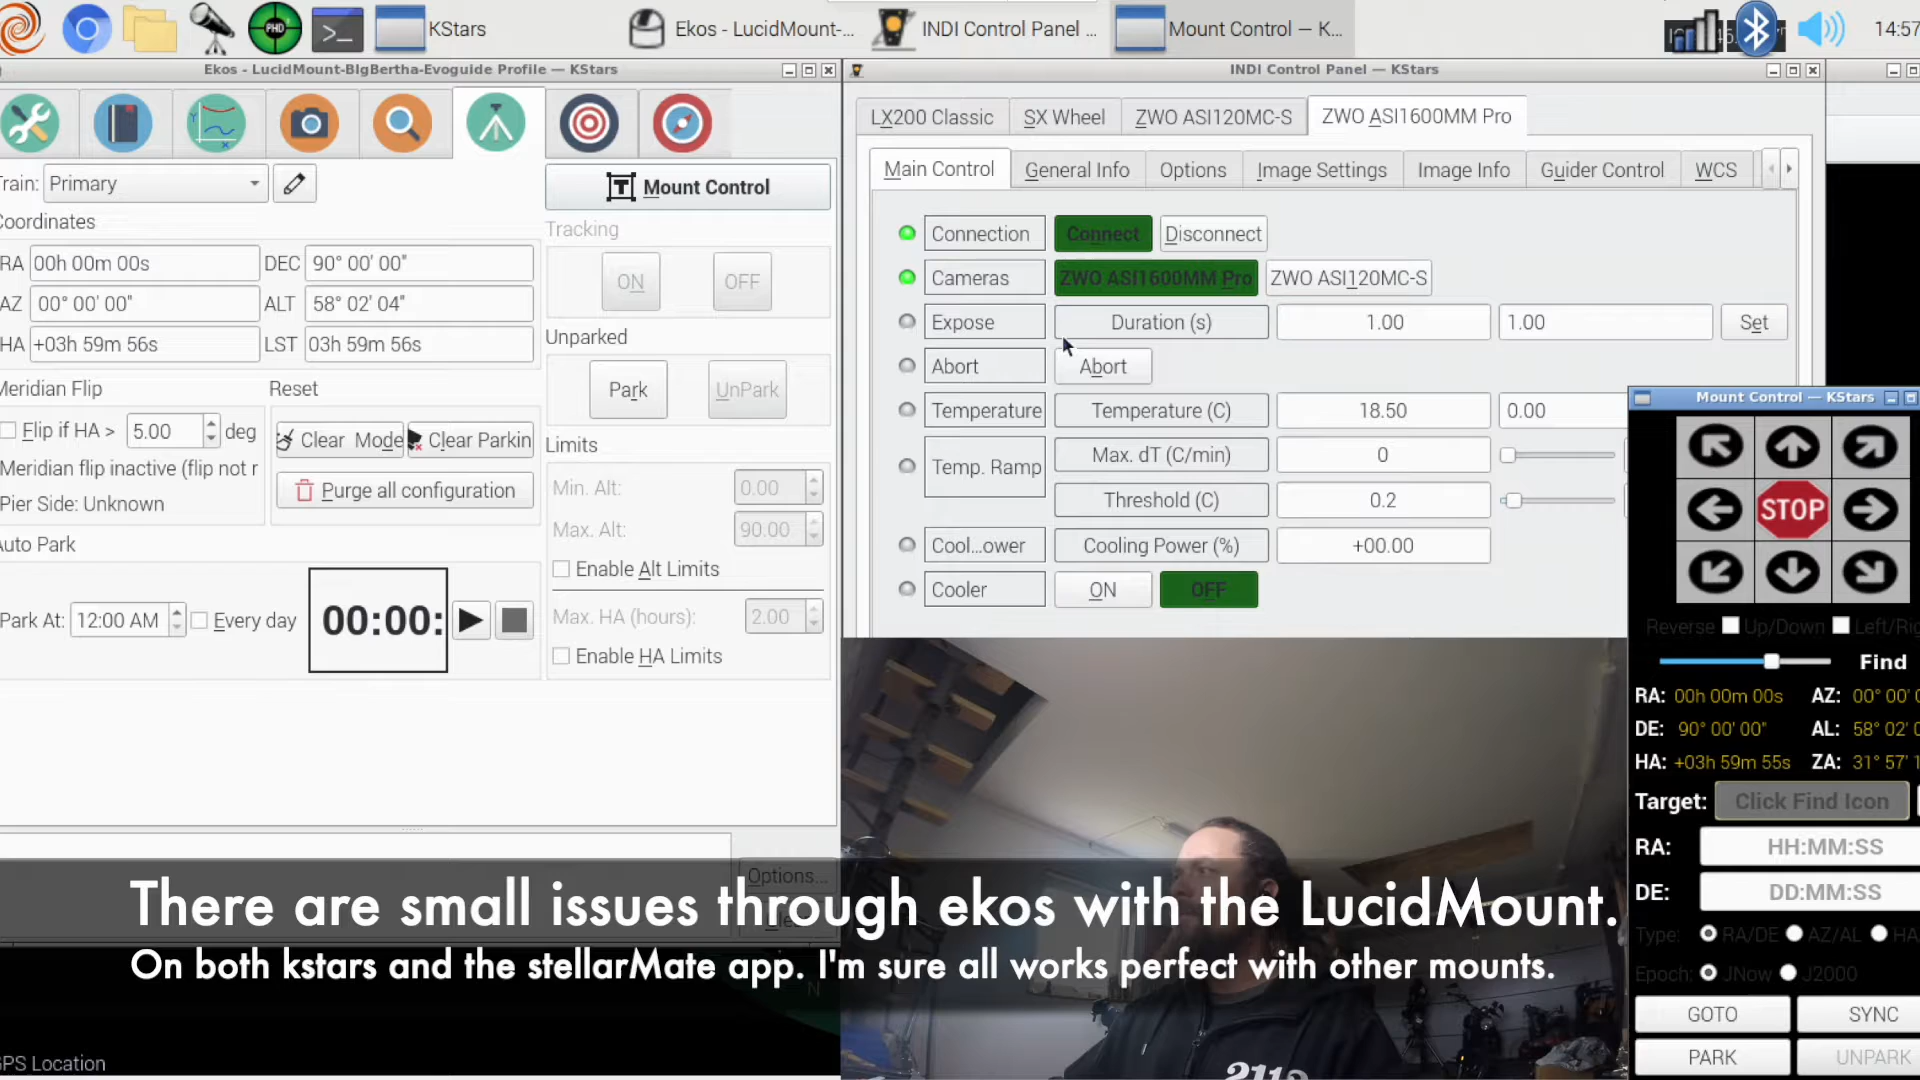 PHD
KStars
Ekos - LucidMount-...
INDI Control Panel ...
Mount Control — K...
14:57
Ekos - LucidMount-BIgBertha-Evoguide Profile — KStars
INDI Control Panel — KStars
Train: Primary
Mount Control
Coordinates
Tracking
RA 00h 00m 00s DEC 90° 00' 00"
AZ 00° 00' 00" ALT 58° 02' 04"
HA +03h 59m 56s LST 03h 59m 56s
ON OFF
Unparked
Park UnPark
Meridian Flip
Flip if HA > 5.00 deg
Meridian flip inactive (flip not r
Pier Side: Unknown
Reset
Clear Mode Clear Parkin
Purge all configuration
Limits
Min. Alt: 0.00
Max. Alt: 90.00
Enable Alt Limits
Max. HA (hours): 2.00
Enable HA Limits
Auto Park
Park At: 12:00 AM Every day 00:00:
Options...
LX200 Classic SX Wheel ZWO ASI120MC-S ZWO ASI1600MM Pro
Main Control General Info Options Image Settings Image Info Guider Control WCS
Connection Connect Disconnect
Cameras ZWO ASI1600MM Pro ZWO ASI120MC-S
Expose Duration (s) 1.00 1.00 Set
Abort Abort
Temperature Temperature (C) 18.50 0.00
Temp. Ramp Max. dT (C/min) 0
Threshold (C) 0.2
Cool...ower Cooling Power (%) +00.00
Cooler ON OFF
Mount Control — KStars
STOP
Reverse Up/Down Left/Rig
Find
RA: 00h 00m 00s AZ: 00° 00'
DE: 90° 00' 00" AL: 58° 02'
HA: +03h 59m 55s ZA: 31° 57'
Target: Click Find Icon
RA: HH:MM:SS
DE: DD:MM:SS
Type: RA/DE AZ/AL HA
Epoch: JNow J2000
GOTO SYNC
PARK UNPARK
There are small issues through ekos with the LucidMount.
On both kstars and the stellarMate app. I'm sure all works perfect with other mounts.
N
GPS Location